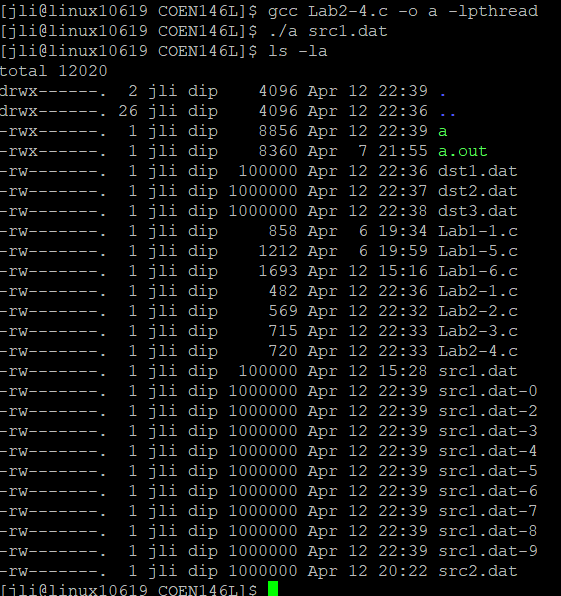 [jli@linux10619 COEN146L]$ gcc Lab2-4.c -o a -lpthread
[jli@linux10619 COEN146L]$ ./a src1.dat
[jli@linux10619 COEN146L]$ ls -la
total 12020
drwx------. 2 jli dip 4096 Apr 12 22:39 .
drwx------. 26 jli dip 4096 Apr 12 22:36 ..
-rwx------. 1 jli dip 8856 Apr 12 22:39 a
-rwx------. 1 jli dip 8360 Apr 7 21:55 a.out
-rw-------. 1 jli dip 100000 Apr 12 22:36 dst1.dat
-rw-------. 1 jli dip 1000000 Apr 12 22:37 dst2.dat
-rw-------. 1 jli dip 1000000 Apr 12 22:38 dst3.dat
-rw-------. 1 jli dip 858 Apr 6 19:34 Lab1-1.c
-rw-------. 1 jli dip 1212 Apr 6 19:59 Lab1-5.c
-rw-------. 1 jli dip 1693 Apr 12 15:16 Lab1-6.c
-rw-------. 1 jli dip 482 Apr 12 22:36 Lab2-1.c
-rw-------. 1 jli dip 569 Apr 12 22:32 Lab2-2.c
-rw-------. 1 jli dip 715 Apr 12 22:33 Lab2-3.c
-rw-------. 1 jli dip 720 Apr 12 22:33 Lab2-4.c
-rw-------. 1 jli dip 100000 Apr 12 15:28 src1.dat
-rw-------. 1 jli dip 1000000 Apr 12 22:39 src1.dat-0
-rw-------. 1 jli dip 1000000 Apr 12 22:39 src1.dat-2
-rw-------. 1 jli dip 1000000 Apr 12 22:39 src1.dat-3
-rw-------. 1 jli dip 1000000 Apr 12 22:39 src1.dat-4
-rw-------. 1 jli dip 1000000 Apr 12 22:39 src1.dat-5
-rw-------. 1 jli dip 1000000 Apr 12 22:39 src1.dat-6
-rw-------. 1 jli dip 1000000 Apr 12 22:39 src1.dat-7
-rw-------. 1 jli dip 1000000 Apr 12 22:39 src1.dat-8
-rw-------. 1 jli dip 1000000 Apr 12 22:39 src1.dat-9
-rw-------. 1 jli dip 1000000 Apr 12 20:22 src2.dat
[jli@linux10619 COEN146L]$